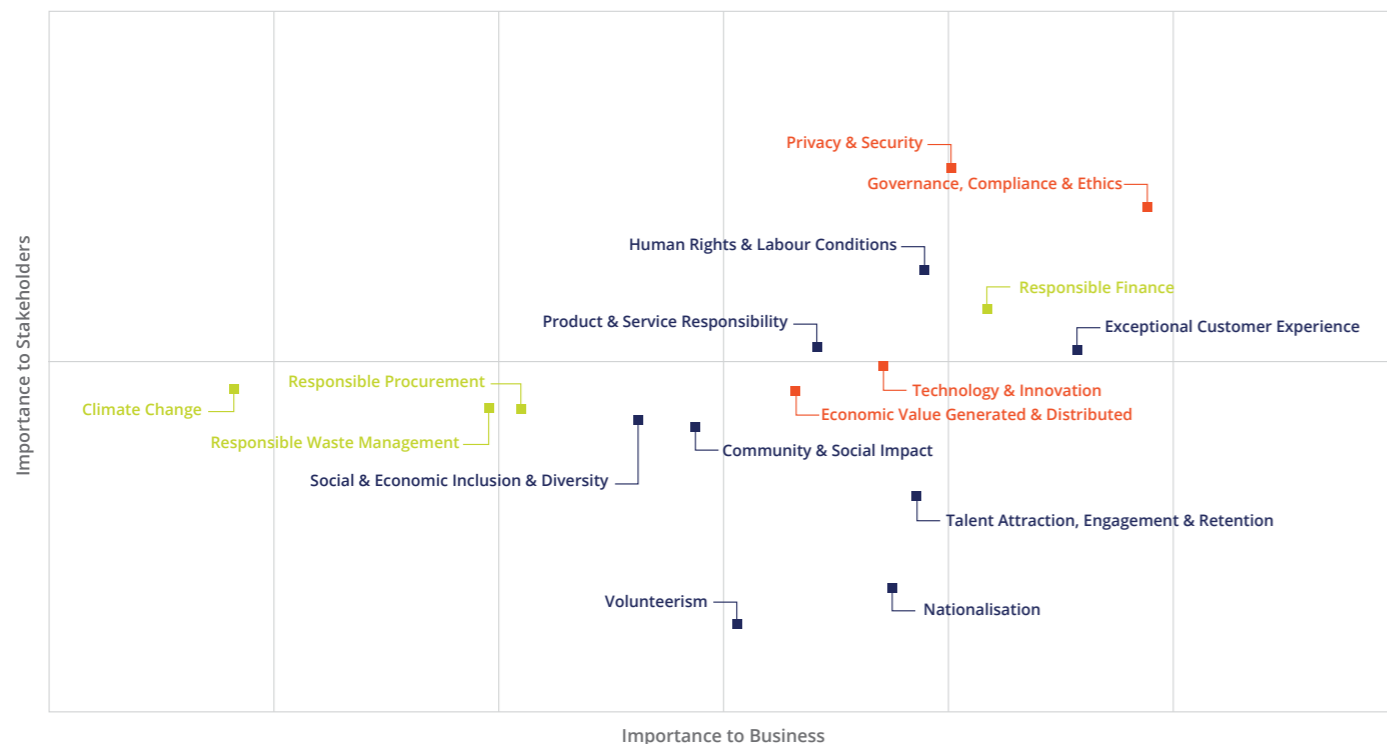 Privacy & Security
Governance, Compliance & Ethics
Human Rights & Labour Conditions
Responsible Finance
Product & Service Responsibility
Exceptional Customer Experience
Importance to Stakeholders
Responsible Procurement
Technology & Innovation
Climate Change
Economic Value Generated & Distributed
Responsible Waste Management
Community & Social Impact
Social & Economic Inclusion & Diversity
Talent Attraction, Engagement & Retention
Volunteerism
Nationalisation
Importance to Business